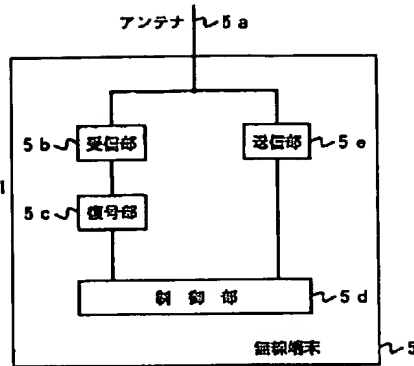 アンテナ 5a
5b 受信部 送信部 5e
1
5c 復号部
制御部 5d
無線端末 5